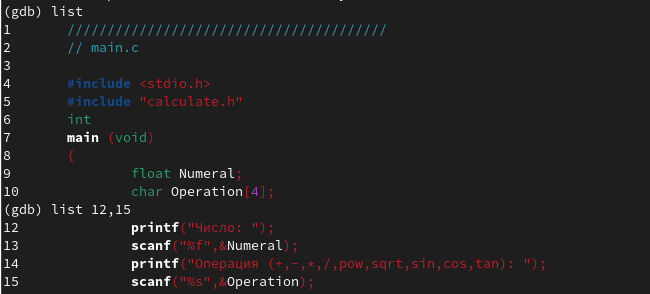 (gdb) list
1 ////////////////////////////////////////
2 // main.c
3
4 #include <stdio.h>
5 #include "calculate.h"
6 int
7 main (void)
8 {
9 float Numeral;
10 char Operation[4];
(gdb) list 12,15
12 printf("Число: ");
13 scanf("%f",&Numeral);
14 printf("Операция (+,-,*,/,pow,sqrt,sin,cos,tan): ");
15 scanf("%s",&Operation);